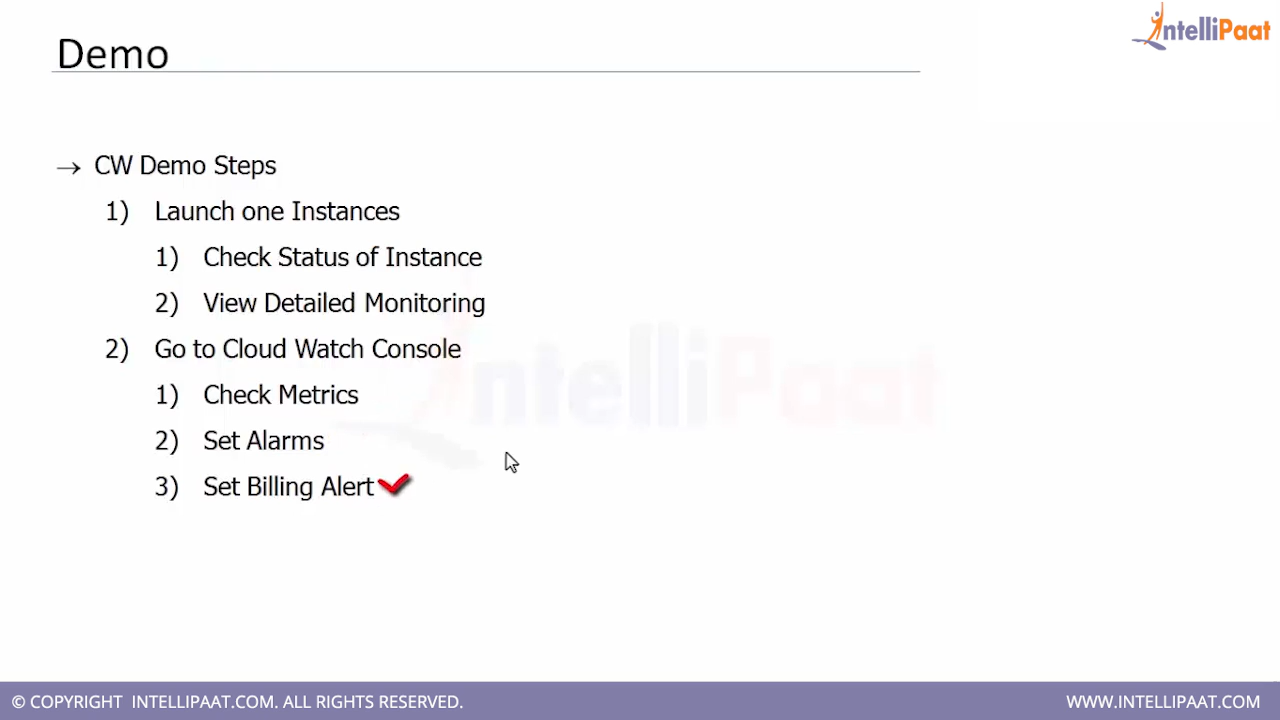 Demo
IntelliPaat
→ CW Demo Steps
1) Launch one Instances
1) Check Status of Instance
2) View Detailed Monitoring
2) Go to Cloud Watch Console
1) Check Metrics
2) Set Alarms
3) Set Billing Alert
IntelliPaat
© COPYRIGHT INTELLIPAAT.COM. ALL RIGHTS RESERVED.
WWW.INTELLIPAAT.COM